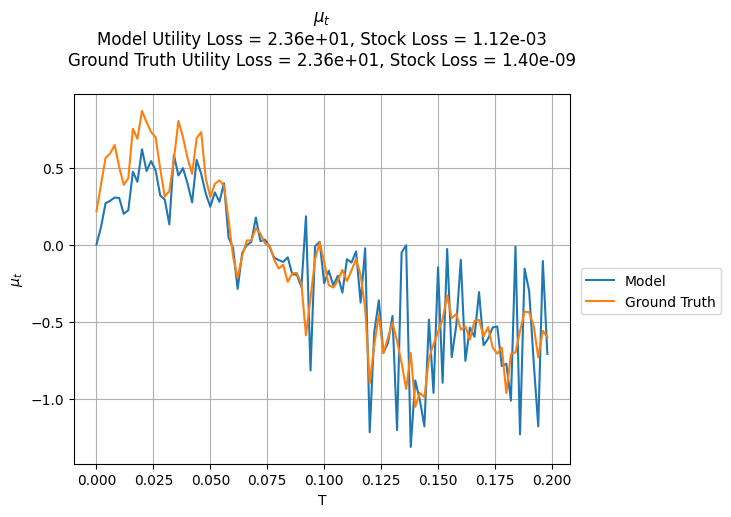 μt
Model Utility Loss = 2.36e+01, Stock Loss = 1.12e-03
Ground Truth Utility Loss = 2.36e+01, Stock Loss = 1.40e-09
0.5
0.0
−0.5
−1.0
μt
0.000 0.025 0.050 0.075 0.100 0.125 0.150 0.175 0.200
T
Model
Ground Truth